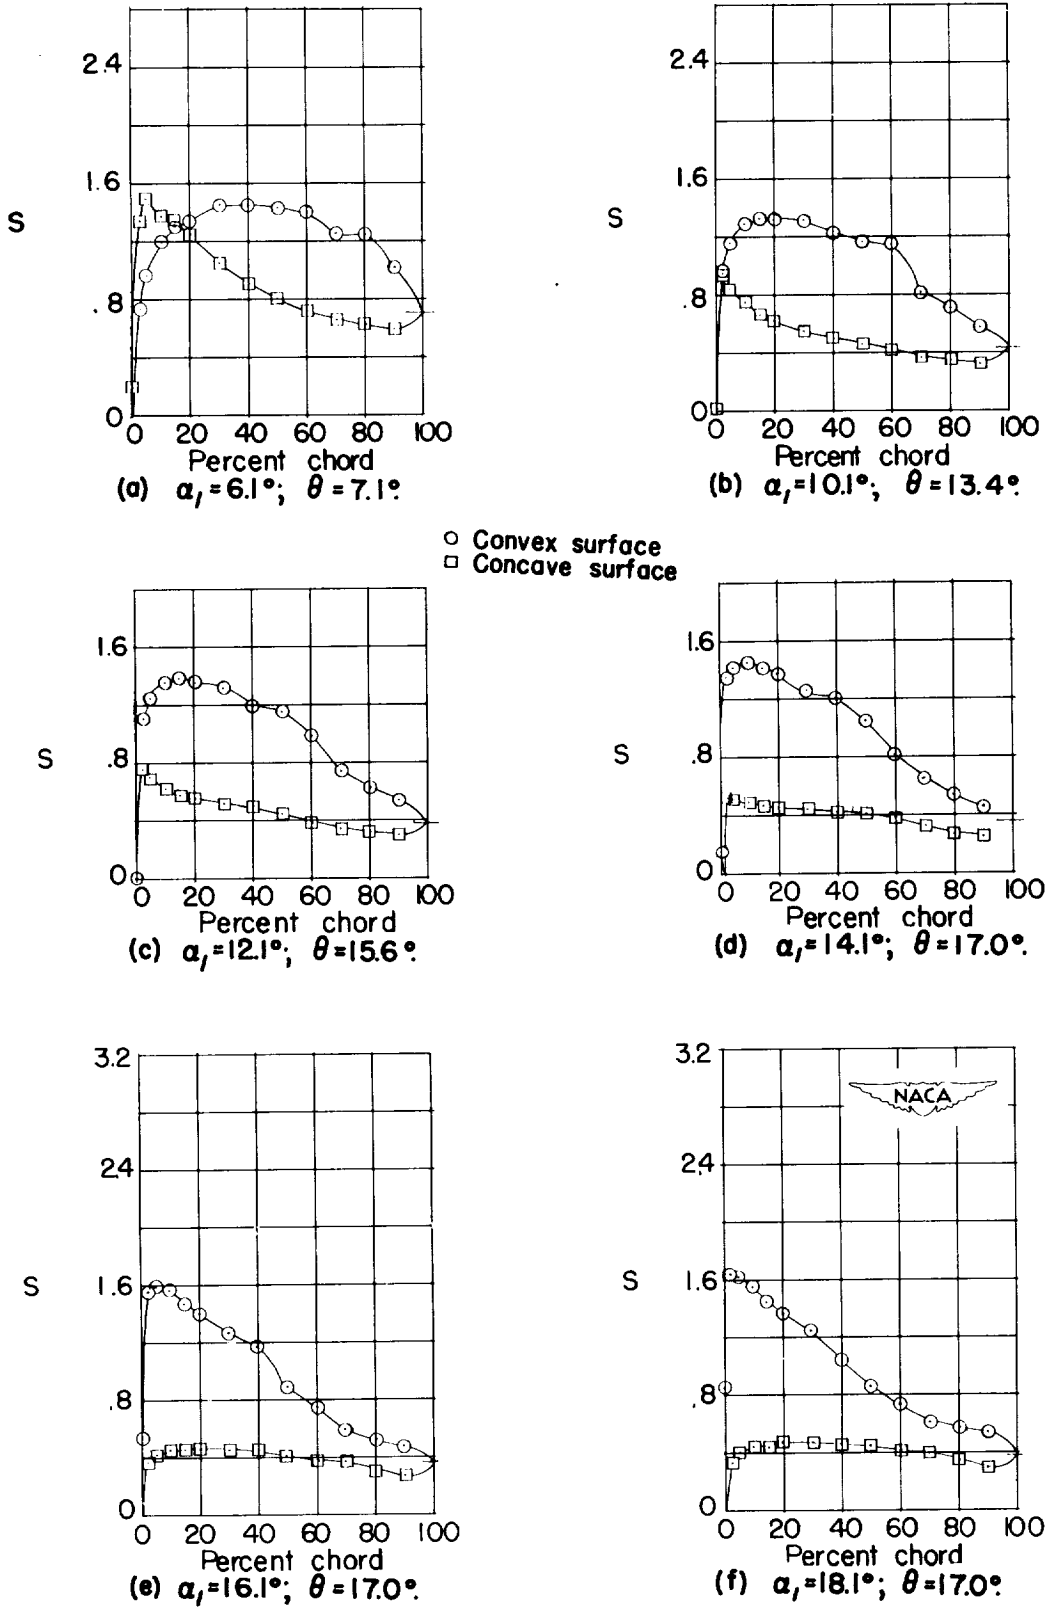 2.4
1.6
S
.8
0
0 20 40 60 80 100
Percent chord
(a) α₁=6.1°; θ=7.1°.
2.4
1.6
S
.8
0
0 20 40 60 80 100
Percent chord
(b) α₁=10.1°; θ=13.4°.
Convex surface
Concave surface
1.6
S
.8
0
0 20 40 60 80 100
Percent chord
(c) α₁=12.1°; θ=15.6°.
1.6
S
.8
0
0 20 40 60 80 100
Percent chord
(d) α₁=14.1°; θ=17.0°.
3.2
2.4
1.6
S
.8
0
0 20 40 60 80 100
Percent chord
(e) α₁=16.1°; θ=17.0°.
3.2
NACA
2.4
1.6
S
.8
0
0 20 40 60 80 100
Percent chord
(f) α₁=18.1°; θ=17.0°.